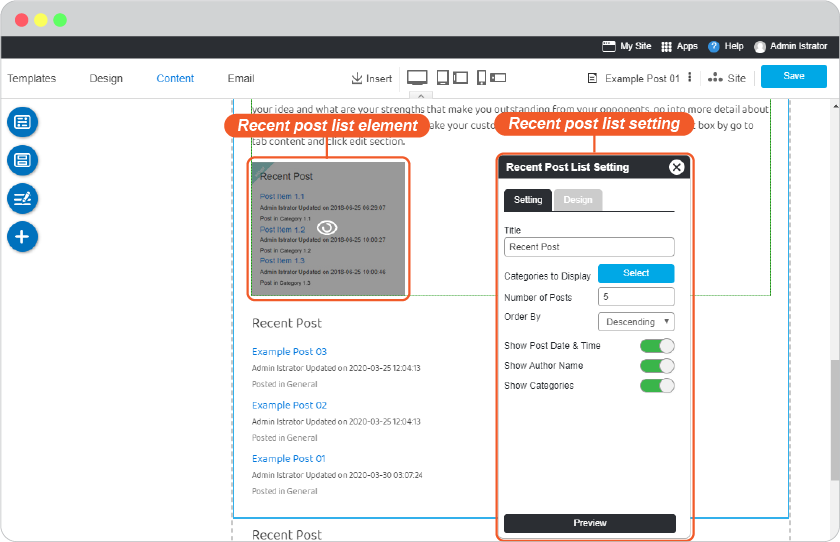 My Site Apps ? Help Admin Istrator
Templates Design Content Email Insert Example Post 01 Site Save
your idea and what are your strengths that make you outstanding from your opponents, go into more detail about
Recent post list element
ake your custo
Recent post list setting
t box by go to
tab content and click edit section.
Recent Post
Post Item 1.1
Admin Istrator Updated on 2018-06-25 06:29:07
Post in Category 1.1
Post Item 1.2
Admin Istrator Updated on 2018-06-25 10:00:27
Post in Category 1.2
Post Item 1.3
Admin Istrator Updated on 2018-06-25 10:00:46
Post in Category 1.3
Recent Post
Example Post 03
Admin Istrator Updated on 2020-03-25 12:04:13
Posted in General
Example Post 02
Admin Istrator Updated on 2020-03-25 12:04:13
Posted in General
Example Post 01
Admin Istrator Updated on 2020-03-30 03:07:24
Posted in General
Recent Post
Recent Post List Setting
Setting Design
Title
Recent Post
Categories to Display Select
Number of Posts 5
Order By Descending
Show Post Date & Time
Show Author Name
Show Categories
Preview